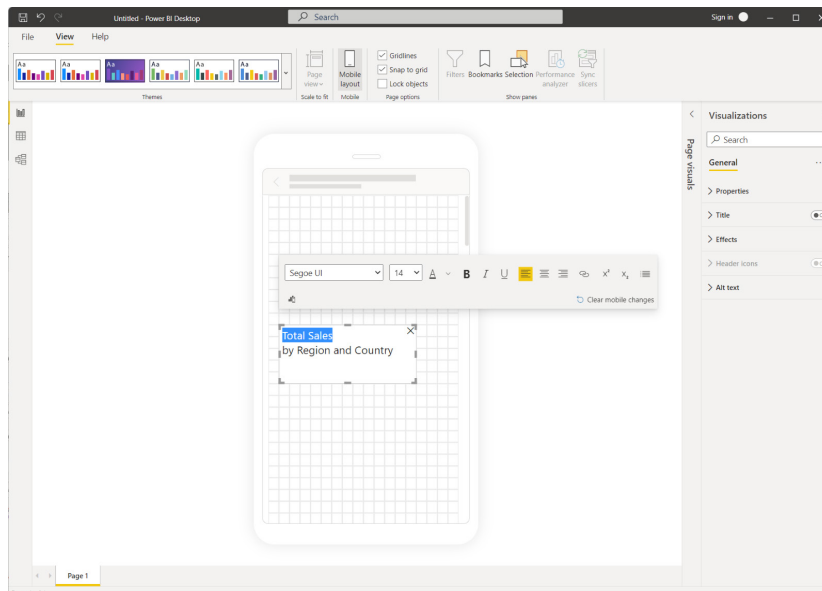 Untitled - Power BI Desktop
Search
Sign in
File
View
Help
Aa
Aa
Aa
Aa
Aa
Aa
Themes
Page view
Scale to fit
Mobile layout
Mobile
Gridlines
Snap to grid
Lock objects
Page options
Filters
Bookmarks
Selection
Performance analyzer
Sync slicers
Show panes
Page visuals
Visualizations
Search
General
Properties
Title
Effects
Header icons
Alt text
Segoe UI
14
A
B
I
U
Clear mobile changes
Total Sales
by Region and Country
Page 1